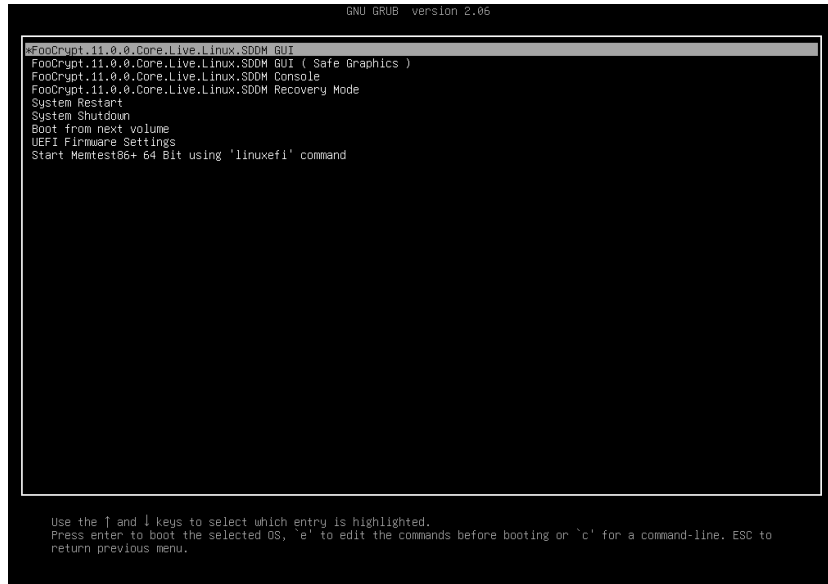 GNU GRUB version 2.06
*FooCrypt.11.0.0.Core.Live.Linux.SDDM GUI
FooCrypt.11.0.0.Core.Live.Linux.SDDM GUI ( Safe Graphics )
FooCrypt.11.0.0.Core.Live.Linux.SDDM Console
FooCrypt.11.0.0.Core.Live.Linux.SDDM Recovery Mode
System Restart
System Shutdown
Boot from next volume
UEFI Firmware Settings
Start Memtest86+ 64 Bit using 'linuxefi' command
Use the ↑ and ↓ keys to select which entry is highlighted.
Press enter to boot the selected OS, `e' to edit the commands before booting or `c' for a command-line. ESC to
return previous menu.